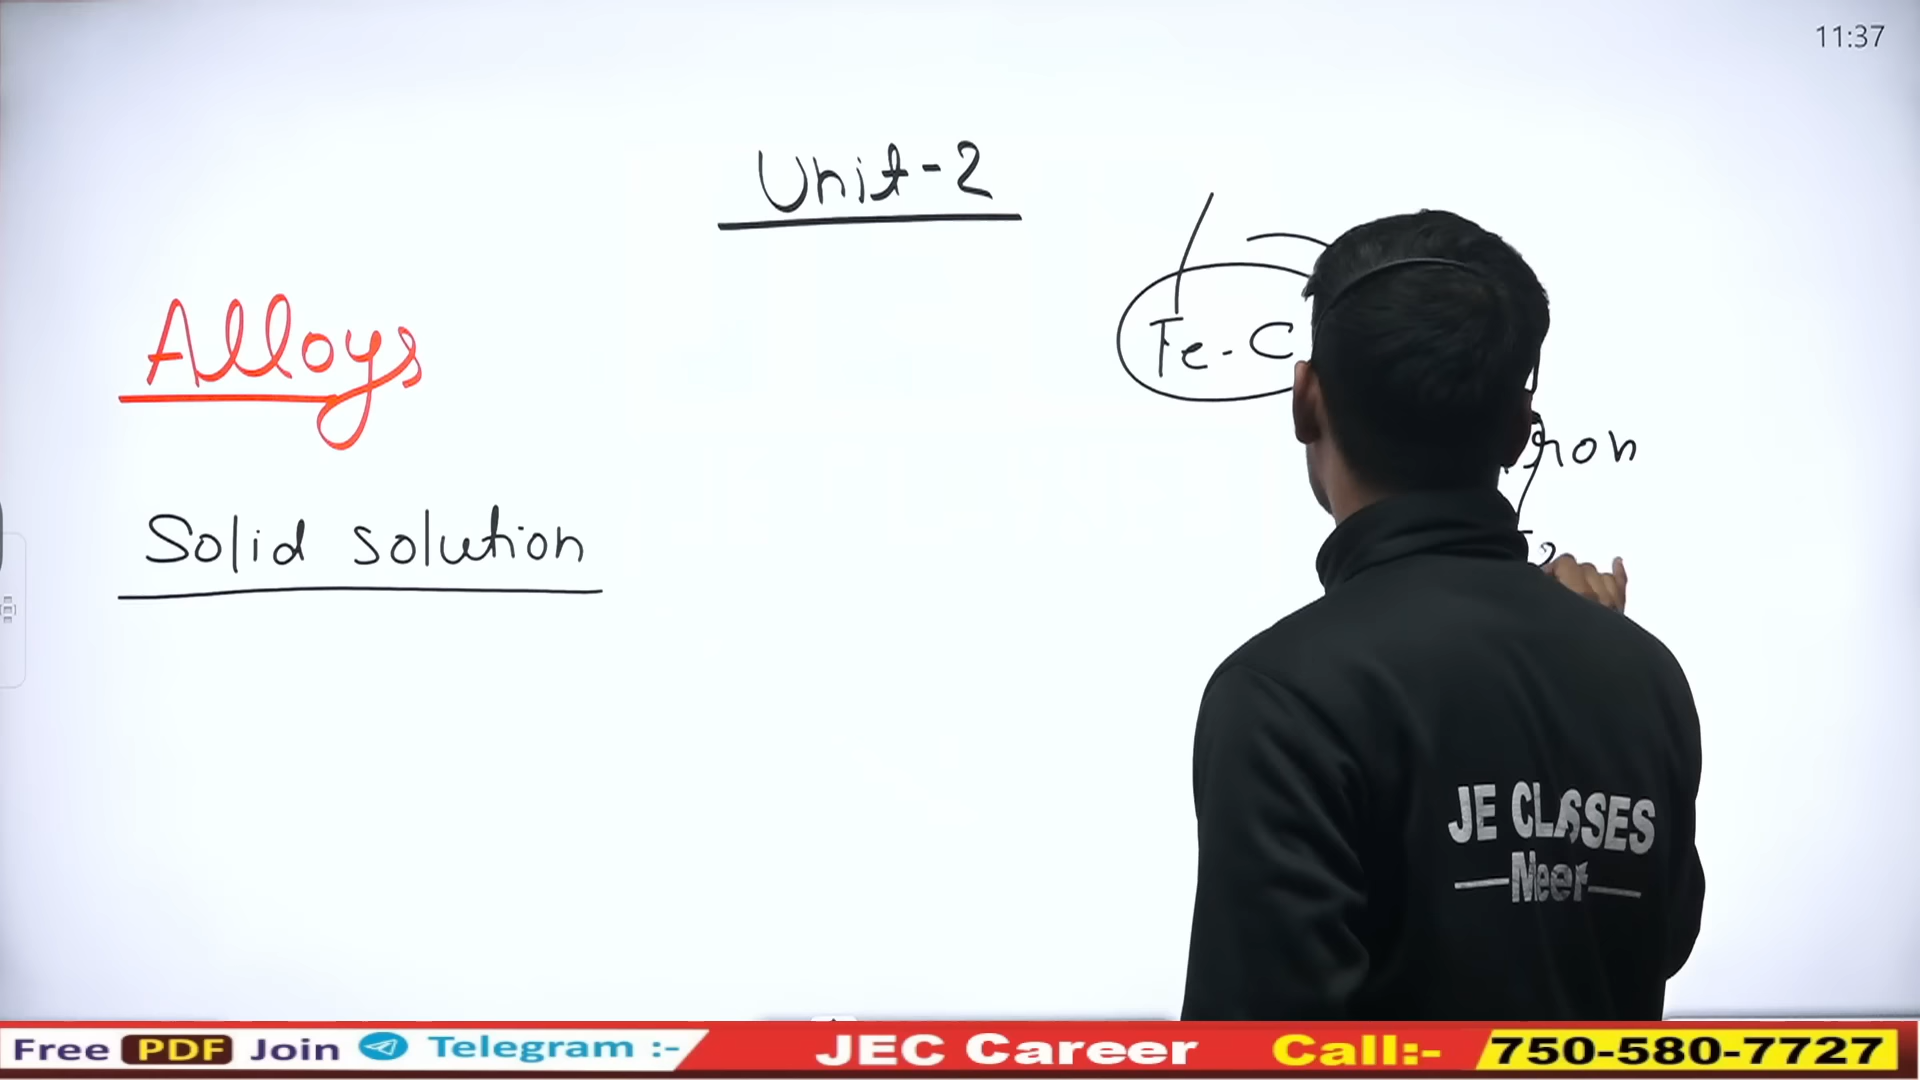 11:37
Unit-2
Alloys
Fe-C
Solid solution
JE CLASSES
Neer
Free PDF Join Telegram :- JEC Career Call:- 750-580-7727